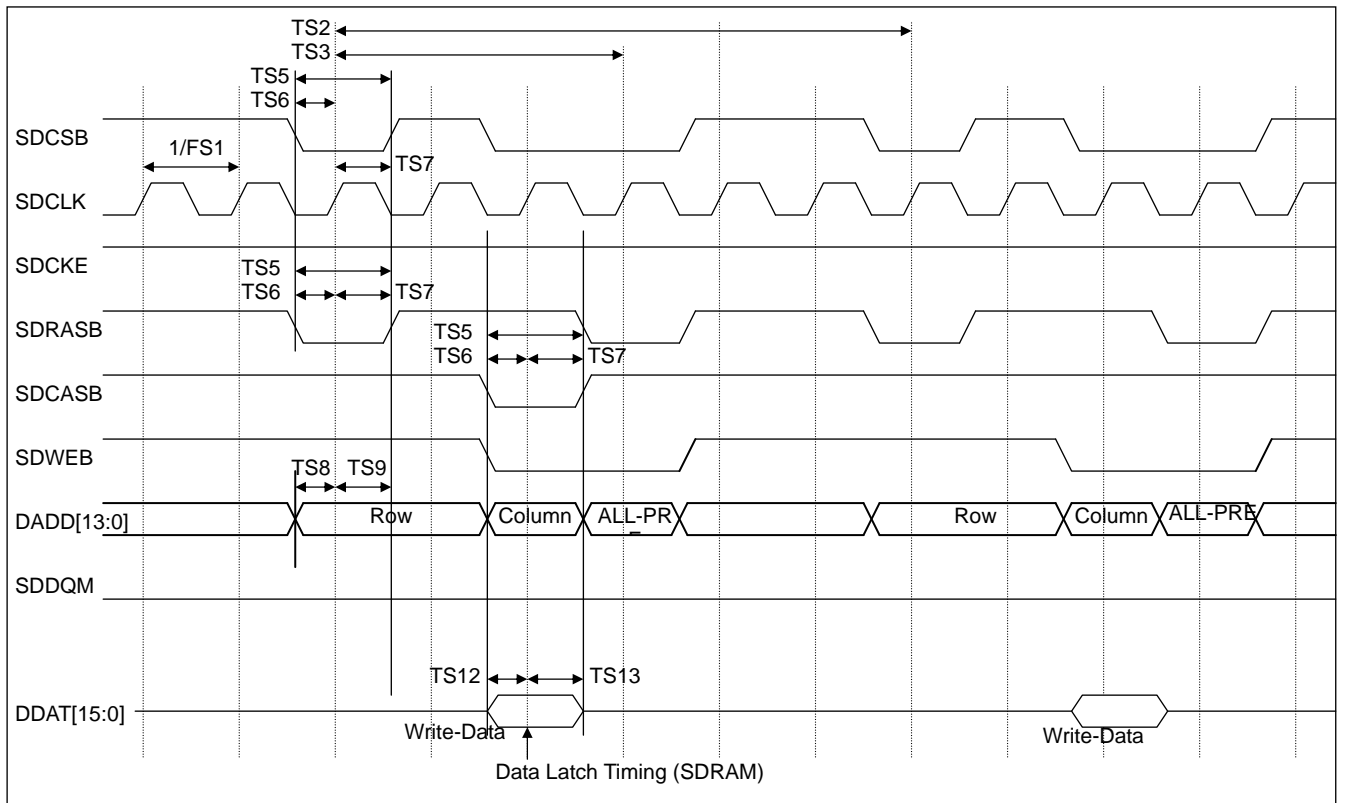 TS2
TS3
TS5
TS6
SDCSB
1/FS1
TS7
SDCLK
SDCKE
TS5
TS6
TS7
SDRASB
TS5
TS6
TS7
SDCASB
SDWEB
TS8 TS9
DADD[13:0]
Row
Column
ALL-PR
Row
Column
ALL-PRE
SDDQM
TS12
TS13
DDAT[15:0]
Write-Data
Write-Data
Data Latch Timing (SDRAM)